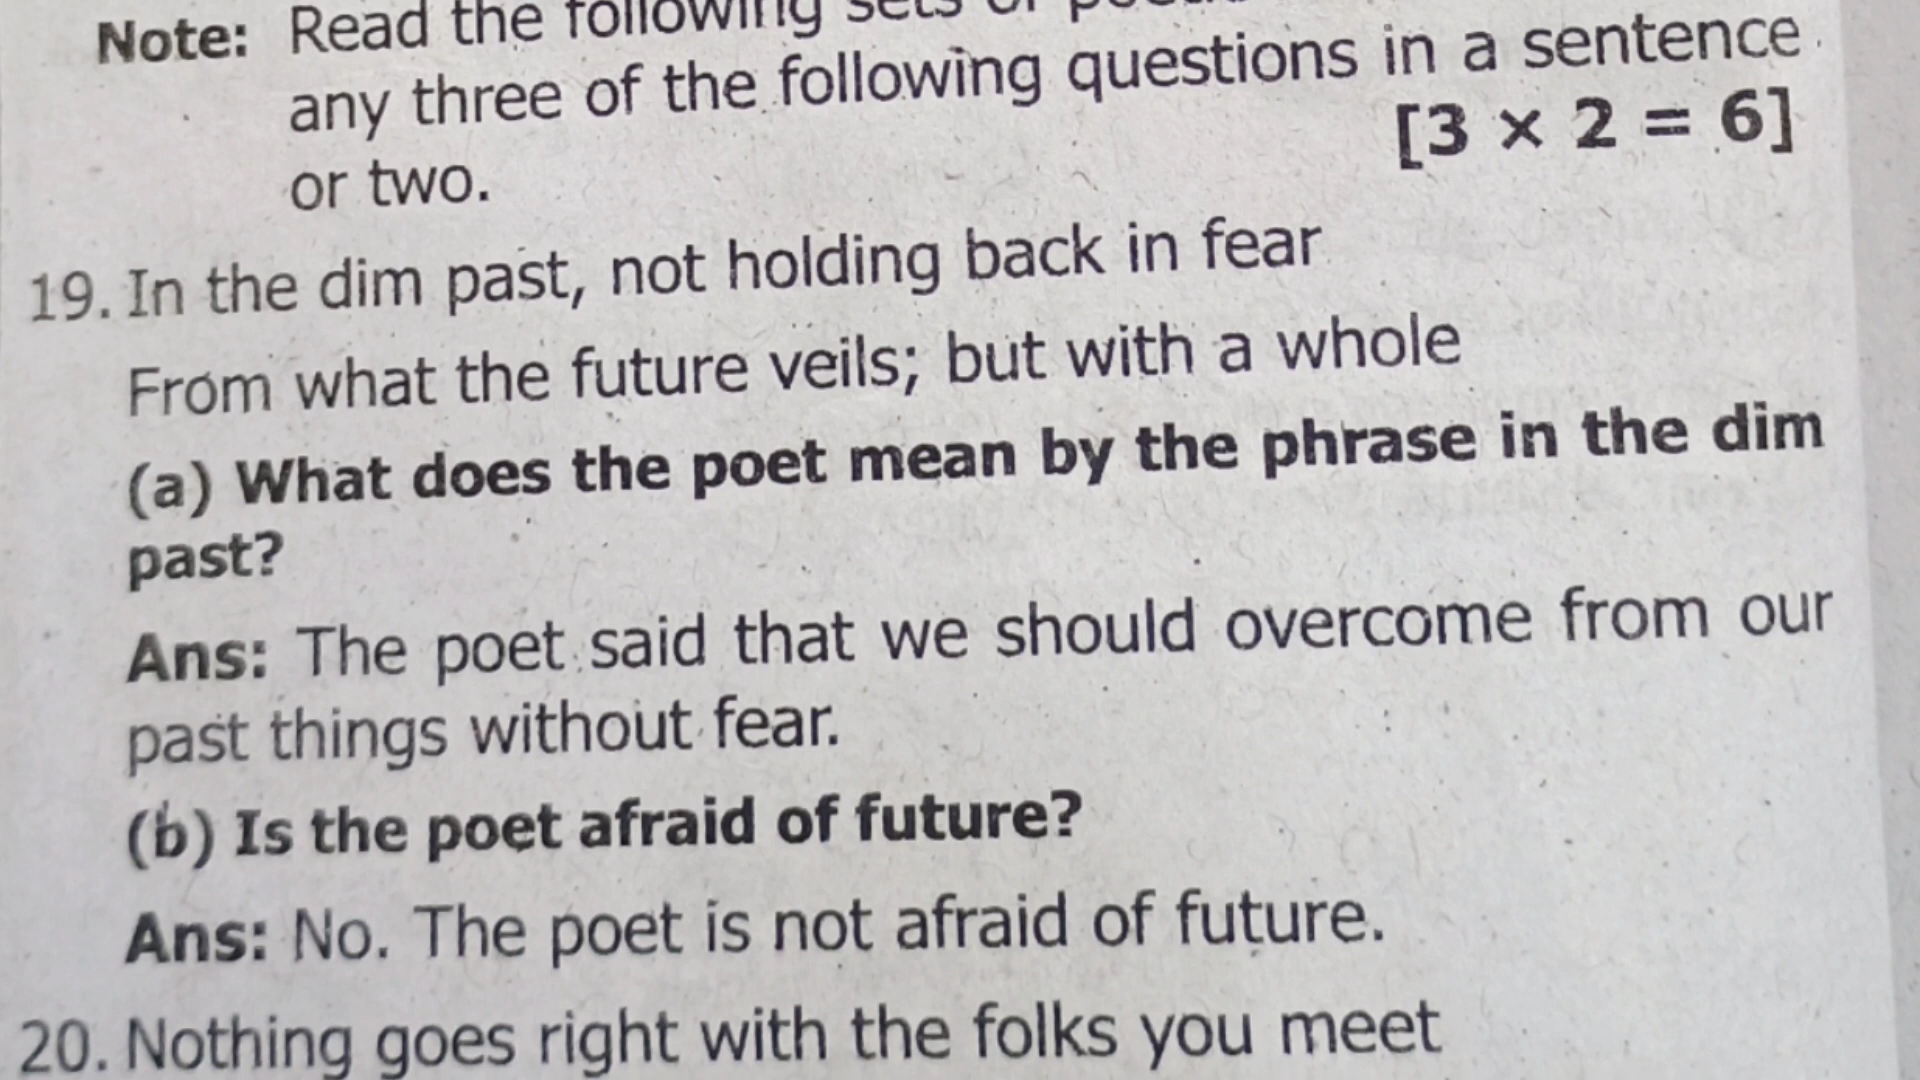 Note: Read the following sets of
any three of the following questions in a sentence
or two.
[3 × 2 = 6]
19. In the dim past, not holding back in fear
From what the future veils; but with a whole
(a) What does the poet mean by the phrase in the dim
past?
Ans: The poet said that we should overcome from our
past things without fear.
(b) Is the poet afraid of future?
Ans: No. The poet is not afraid of future.
20. Nothing goes right with the folks you meet